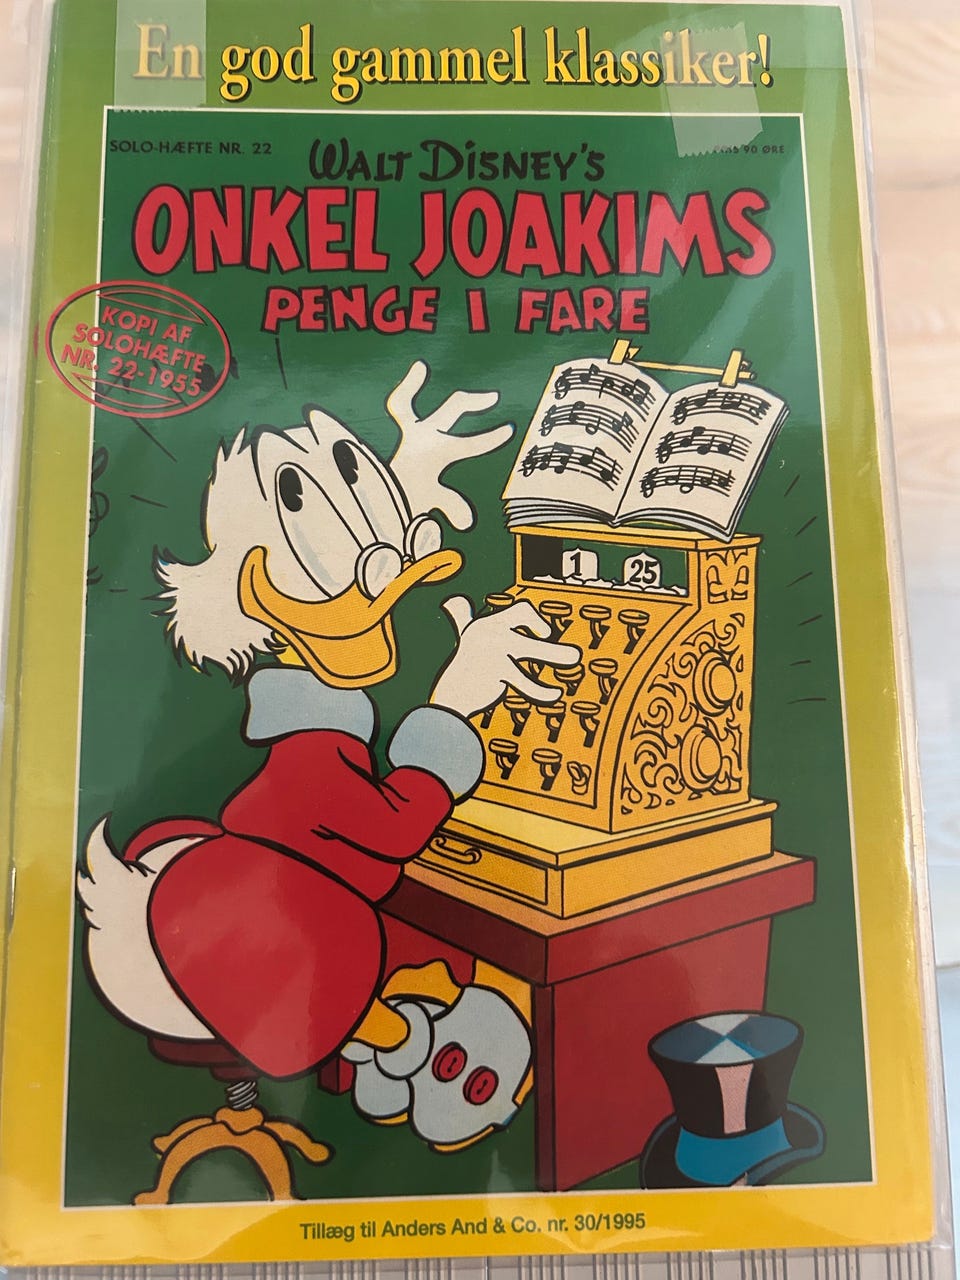 En god gammel klassiker!
SOLO-HÆFTE NR. 22
90 ØRE
WALT DISNEY'S
ONKEL JOAKIMS
PENGE I FARE
KOPI AF
SOLOHÆFTE
NR. 22-1955
1 25
Tillæg til Anders And & Co. nr. 30/1995